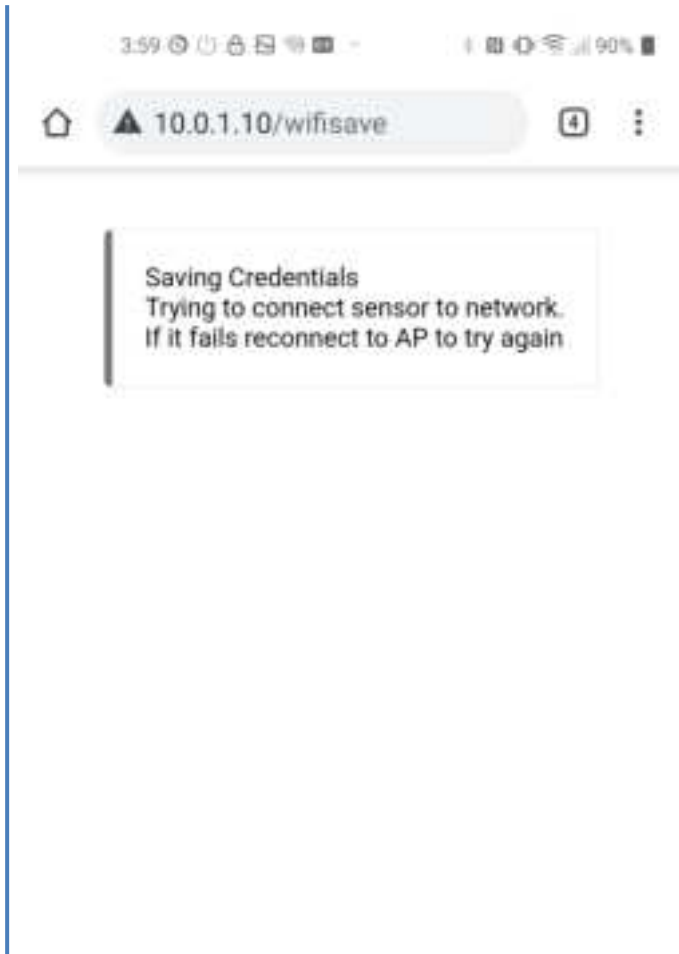 3:59
90%
10.0.1.10/wifisave
4
Saving Credentials
Trying to connect sensor to network.
If it fails reconnect to AP to try again